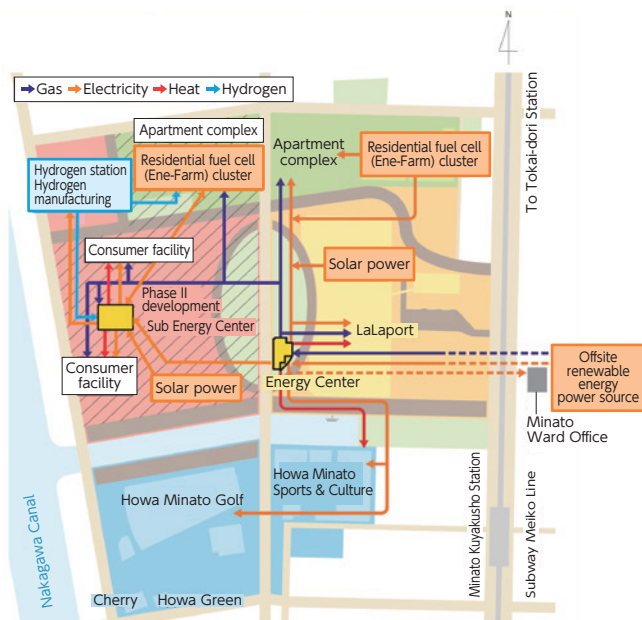 N
Gas Electricity Heat Hydrogen
To Tokai-dori Station
Apartment complex
Residential fuel cell
(Ene-Farm) cluster
Apartment
complex
Residential fuel cell
(Ene-Farm) cluster
Hydrogen station
Hydrogen
manufacturing
Consumer facility
Solar power
Phase II
development
Sub Energy Center
LaLaport
Consumer
facility
Solar power
Energy Center
Offsite
renewable
energy
power source
Minato
Ward Office
Howa Minato
Sports & Culture
Howa Minato Golf
Minato Kuyakusho Station
Subway Meiko Line
Nakagawa Canal
Cherry Howa Green